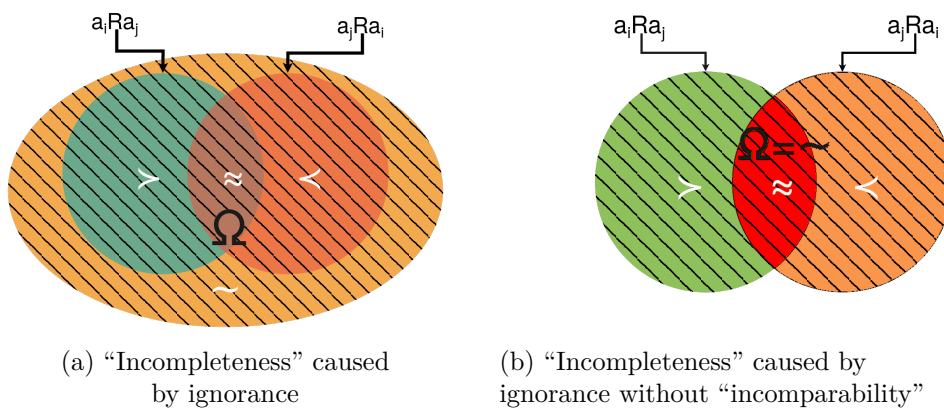 aᵢRaⱼ
aⱼRaᵢ
≻ ≈ ≺
Ω
∼
(a) “Incompleteness” caused
by ignorance
aᵢRaⱼ
aⱼRaᵢ
Ω = ∼
≻ ≈ ≺
(b) “Incompleteness” caused by
ignorance without “incomparability”